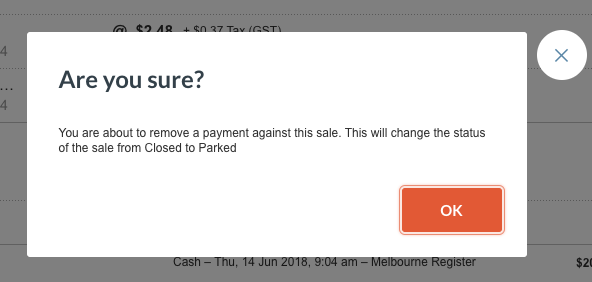 @ $2.48 + $0.37 Tax (GST)
4
Are you sure?
...
4
You are about to remove a payment against this sale. This will change the status
of the sale from Closed to Parked
OK
Cash – Thu, 14 Jun 2018, 9:04 am – Melbourne Register